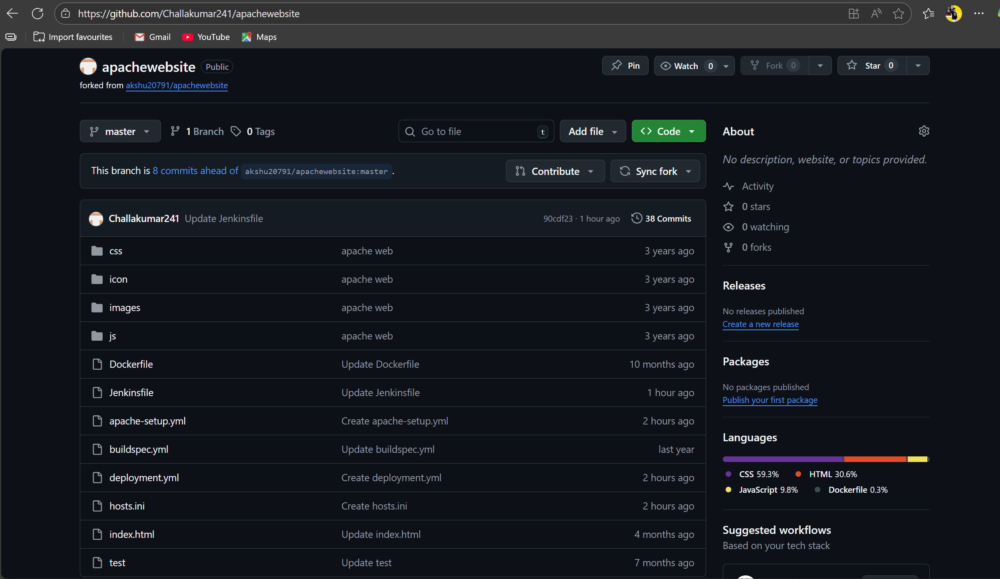 https://github.com/Challakumar241/apachewebsite
Import favourites Gmail YouTube Maps
apachewebsite Public Pin Watch 0 Fork 0 Star 0
forked from akshu20791/apachewebsite
master 1 Branch 0 Tags Go to file t Add file Code
This branch is 8 commits ahead of akshu20791/apachewebsite:master . Contribute Sync fork
Challakumar241 Update Jenkinsfile 90cdf23 · 1 hour ago 38 Commits
css apache web 3 years ago
icon apache web 3 years ago
images apache web 3 years ago
js apache web 3 years ago
Dockerfile Update Dockerfile 10 months ago
Jenkinsfile Update Jenkinsfile 1 hour ago
apache-setup.yml Create apache-setup.yml 2 hours ago
buildspec.yml Update buildspec.yml last year
deployment.yml Create deployment.yml 2 hours ago
hosts.ini Create hosts.ini 2 hours ago
index.html Update index.html 4 months ago
test Update test 7 months ago
About
No description, website, or topics provided.
Activity
0 stars
0 watching
0 forks
Releases
No releases published
Create a new release
Packages
No packages published
Publish your first package
Languages
CSS 59.3% HTML 30.6%
JavaScript 9.8% Dockerfile 0.3%
Suggested workflows
Based on your tech stack